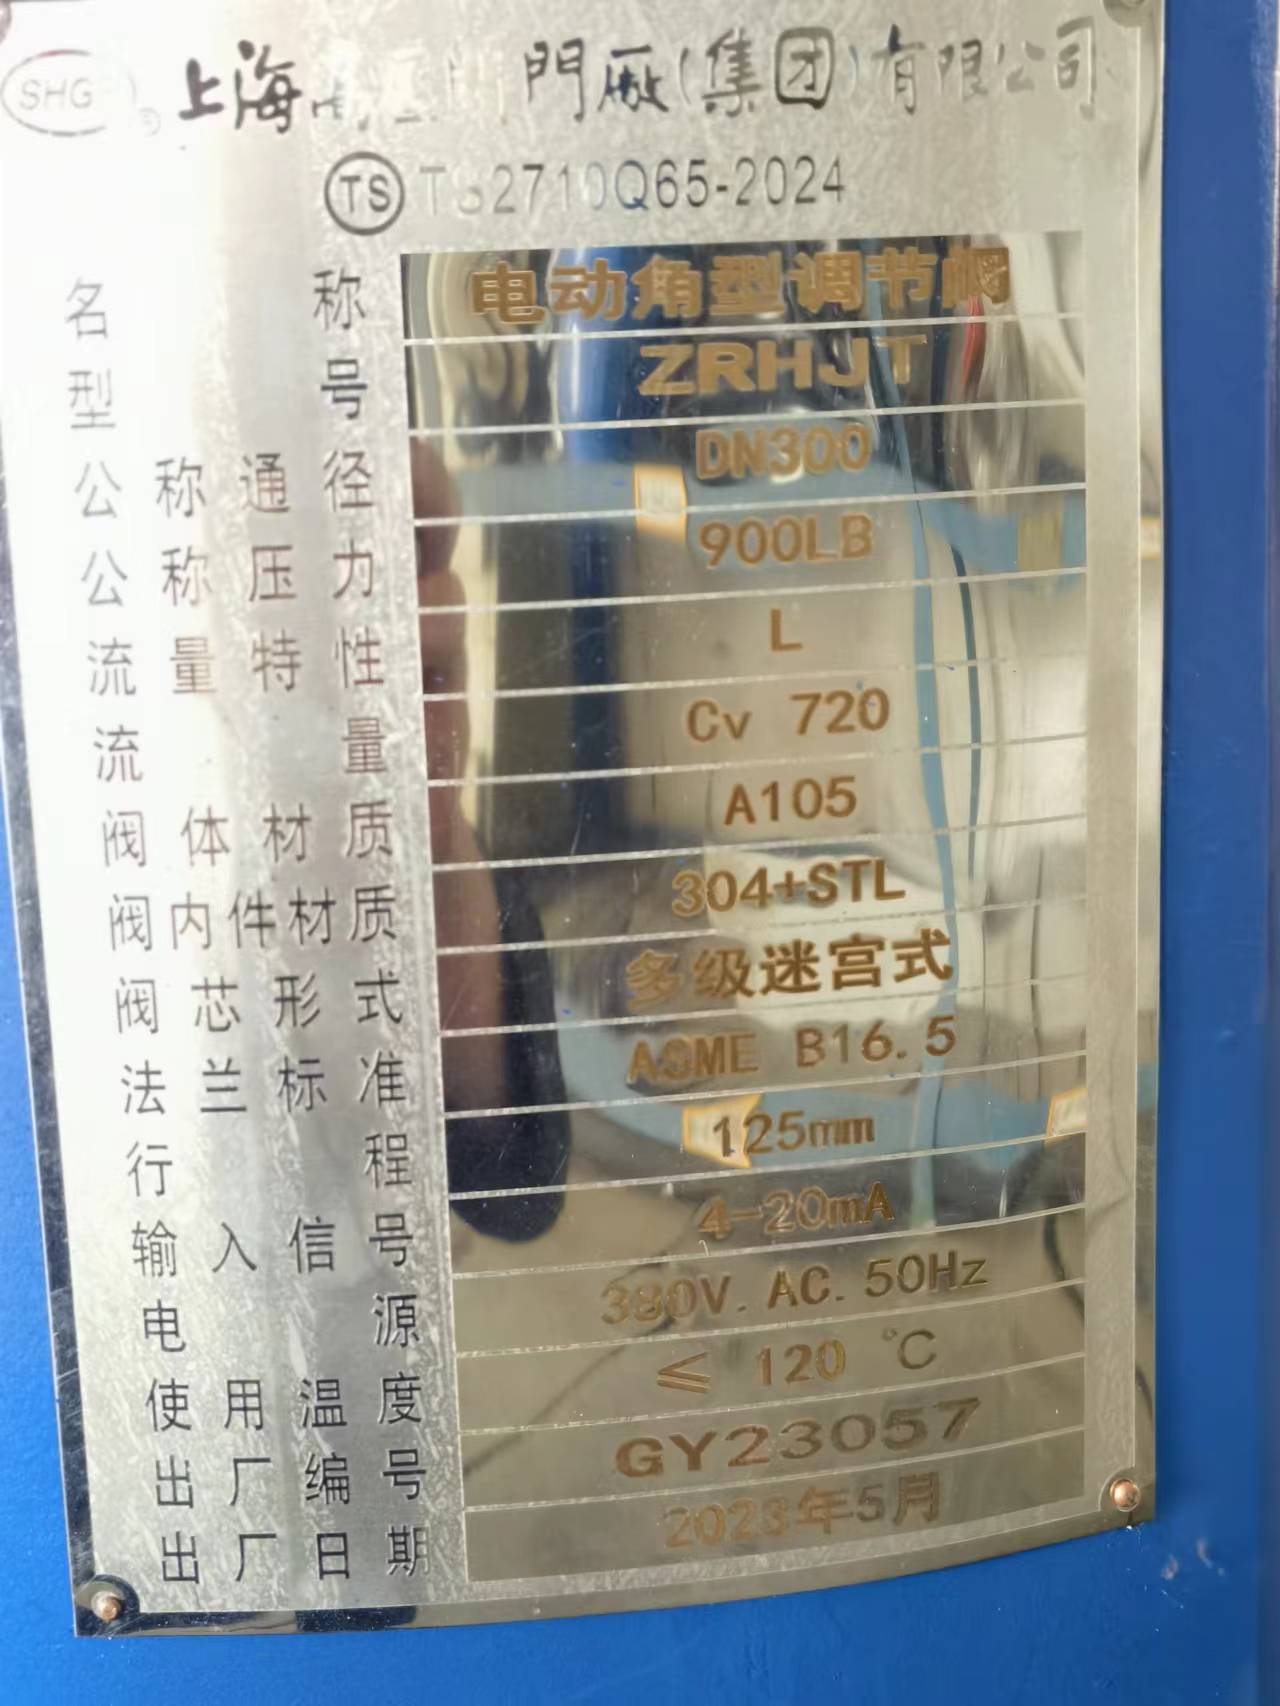 SHG ®
上海高 門廠(集团)有限公司
TS TS2710Q65-2024
名称 电动角型调节阀
型号 ZRHJT
公称通径 DN300
公称压力 900LB
流量特性 L
流量 Cv 720
阀体材质 A105
阀内件材质 304+STL
阀芯形式 多级迷宫式
法兰标准 ASME B16.5
行程 125mm
输入信号 4-20mA
电源 380V.AC.50Hz
使用温度 ≤ 120 ℃
出厂编号 GY23057
出厂日期 2023年5月